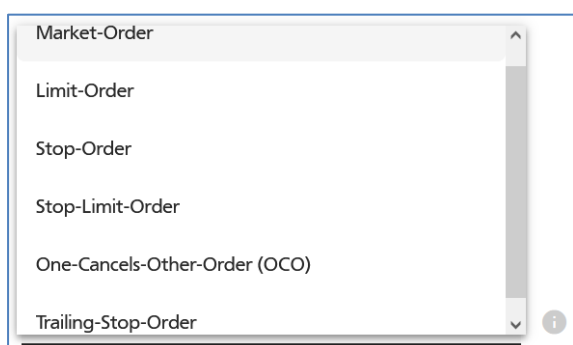 Market-Order
Limit-Order
Stop-Order
Stop-Limit-Order
One-Cancels-Other-Order (OCO)
Trailing-Stop-Order